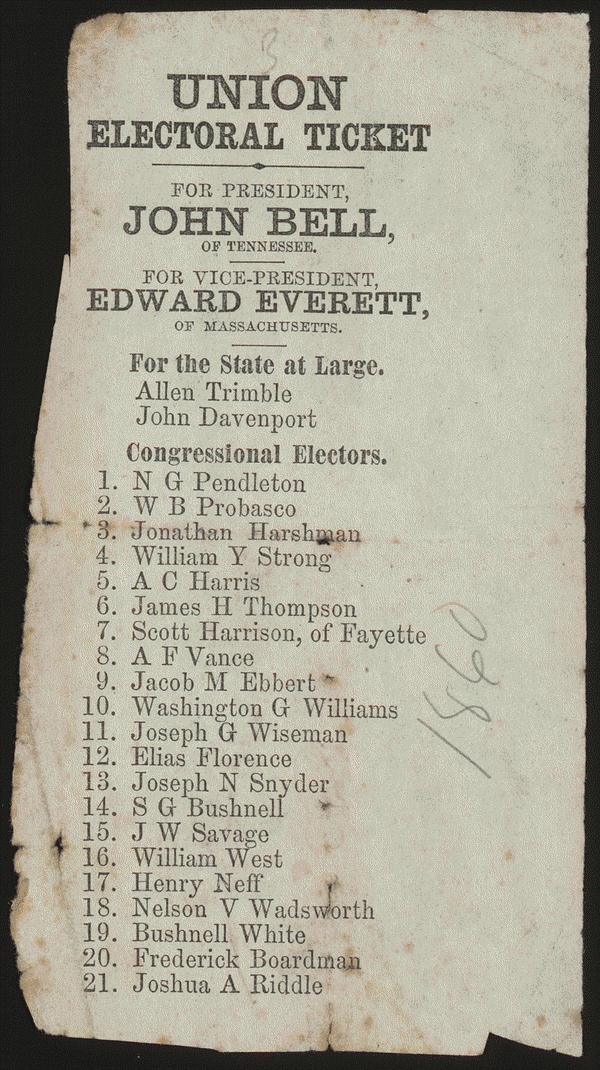 3
UNION
ELECTORAL TICKET
FOR PRESIDENT,
JOHN BELL,
OF TENNESSEE.
FOR VICE-PRESIDENT,
EDWARD EVERETT,
OF MASSACHUSETTS.
For the State at Large.
Allen Trimble
John Davenport
Congressional Electors.
1. N G Pendleton
2. W B Probasco
3. Jonathan Harshman
4. William Y Strong
5. A C Harris
6. James H Thompson
7. Scott Harrison, of Fayette
8. A F Vance
9. Jacob M Ebbert
10. Washington G Williams
11. Joseph G Wiseman
12. Elias Florence
13. Joseph N Snyder
14. S G Bushnell
15. J W Savage
16. William West
17. Henry Neff
18. Nelson V Wadsworth
19. Bushnell White
20. Frederick Boardman
21. Joshua A Riddle
1860